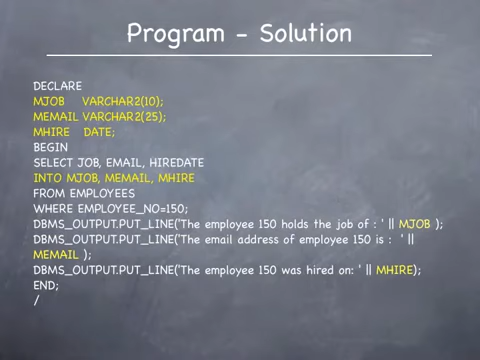 Program - Solution
DECLARE
MJOB VARCHAR2(10);
MEMAIL VARCHAR2(25);
MHIRE DATE;
BEGIN
SELECT JOB, EMAIL, HIREDATE
INTO MJOB, MEMAIL, MHIRE
FROM EMPLOYEES
WHERE EMPLOYEE_NO=150;
DBMS_OUTPUT.PUT_LINE('The employee 150 holds the job of : ' || MJOB );
DBMS_OUTPUT.PUT_LINE('The email address of employee 150 is : ' ||
MEMAIL );
DBMS_OUTPUT.PUT_LINE('The employee 150 was hired on: ' || MHIRE);
END;
/